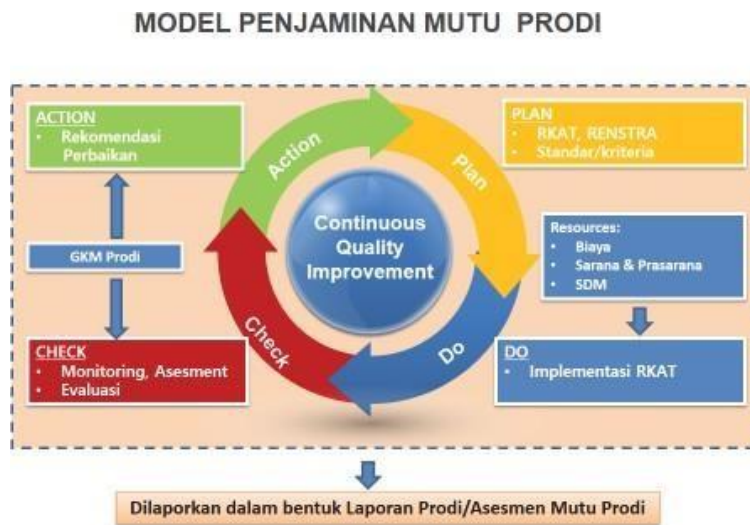 MODEL PENJAMINAN MUTU PRODI
ACTION
• Rekomendasi
Perbaikan
GKM Prodi
CHECK
• Monitoring, Asesment
• Evaluasi
Action
Plan
Do
Check
Continuous
Quality
Improvement
PLAN
• RKAT, RENSTRA
• Standar/kriteria
Resources:
• Biaya
• Sarana & Prasarana
• SDM
DO
• Implementasi RKAT
Dilaporkan dalam bentuk Laporan Prodi/Asesmen Mutu Prodi